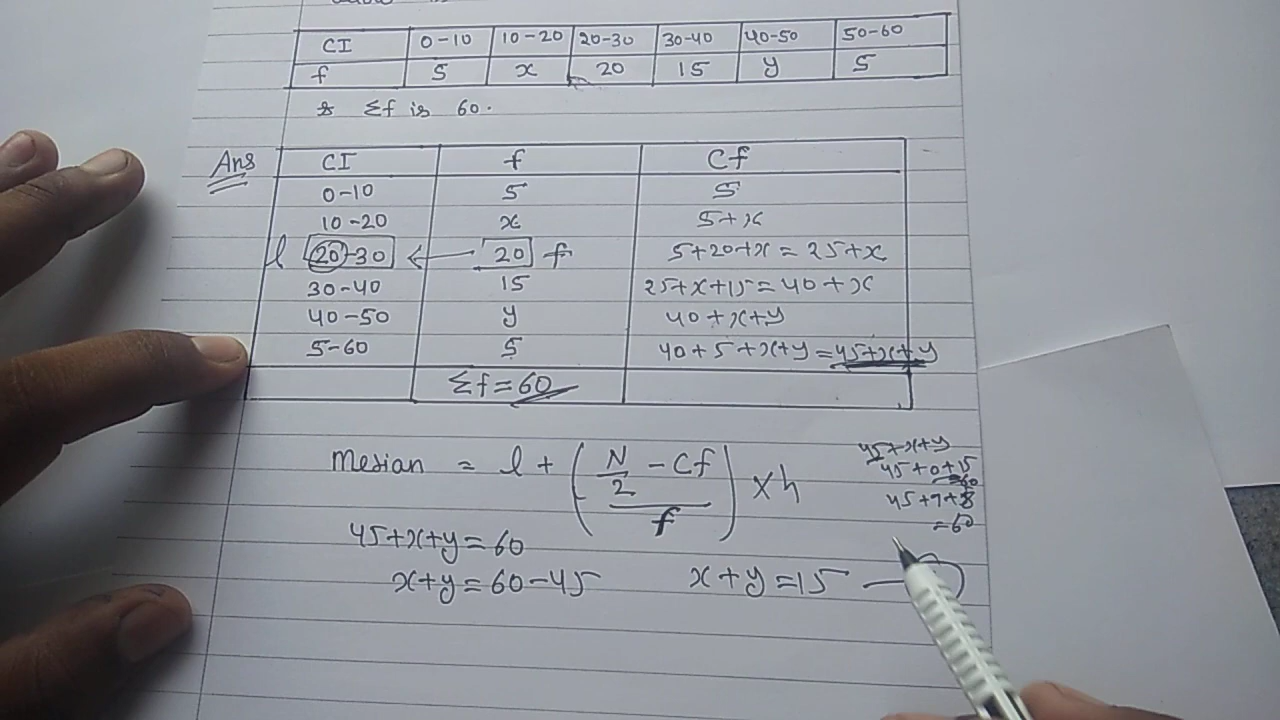 CI 0-10 10-20 20-30 30-40 40-50 50-60
f 5 x 20 15 y 5
& Σf is 60.
Ans CI f Cf
0-10 5 5
10-20 x 5+x
l 20-30 ← 20 f 5+20+x=25+x
30-40 15 25+x+15=40+x
40-50 y 40+x+y
5-60 5 40+5+x+y=45+x+y
Σf=60
Median = l + (N/2 - Cf / f) × h
45+x+y
45+0+15
=60
45+7+8
=60
45+x+y=60
x+y=60-45 x+y=15